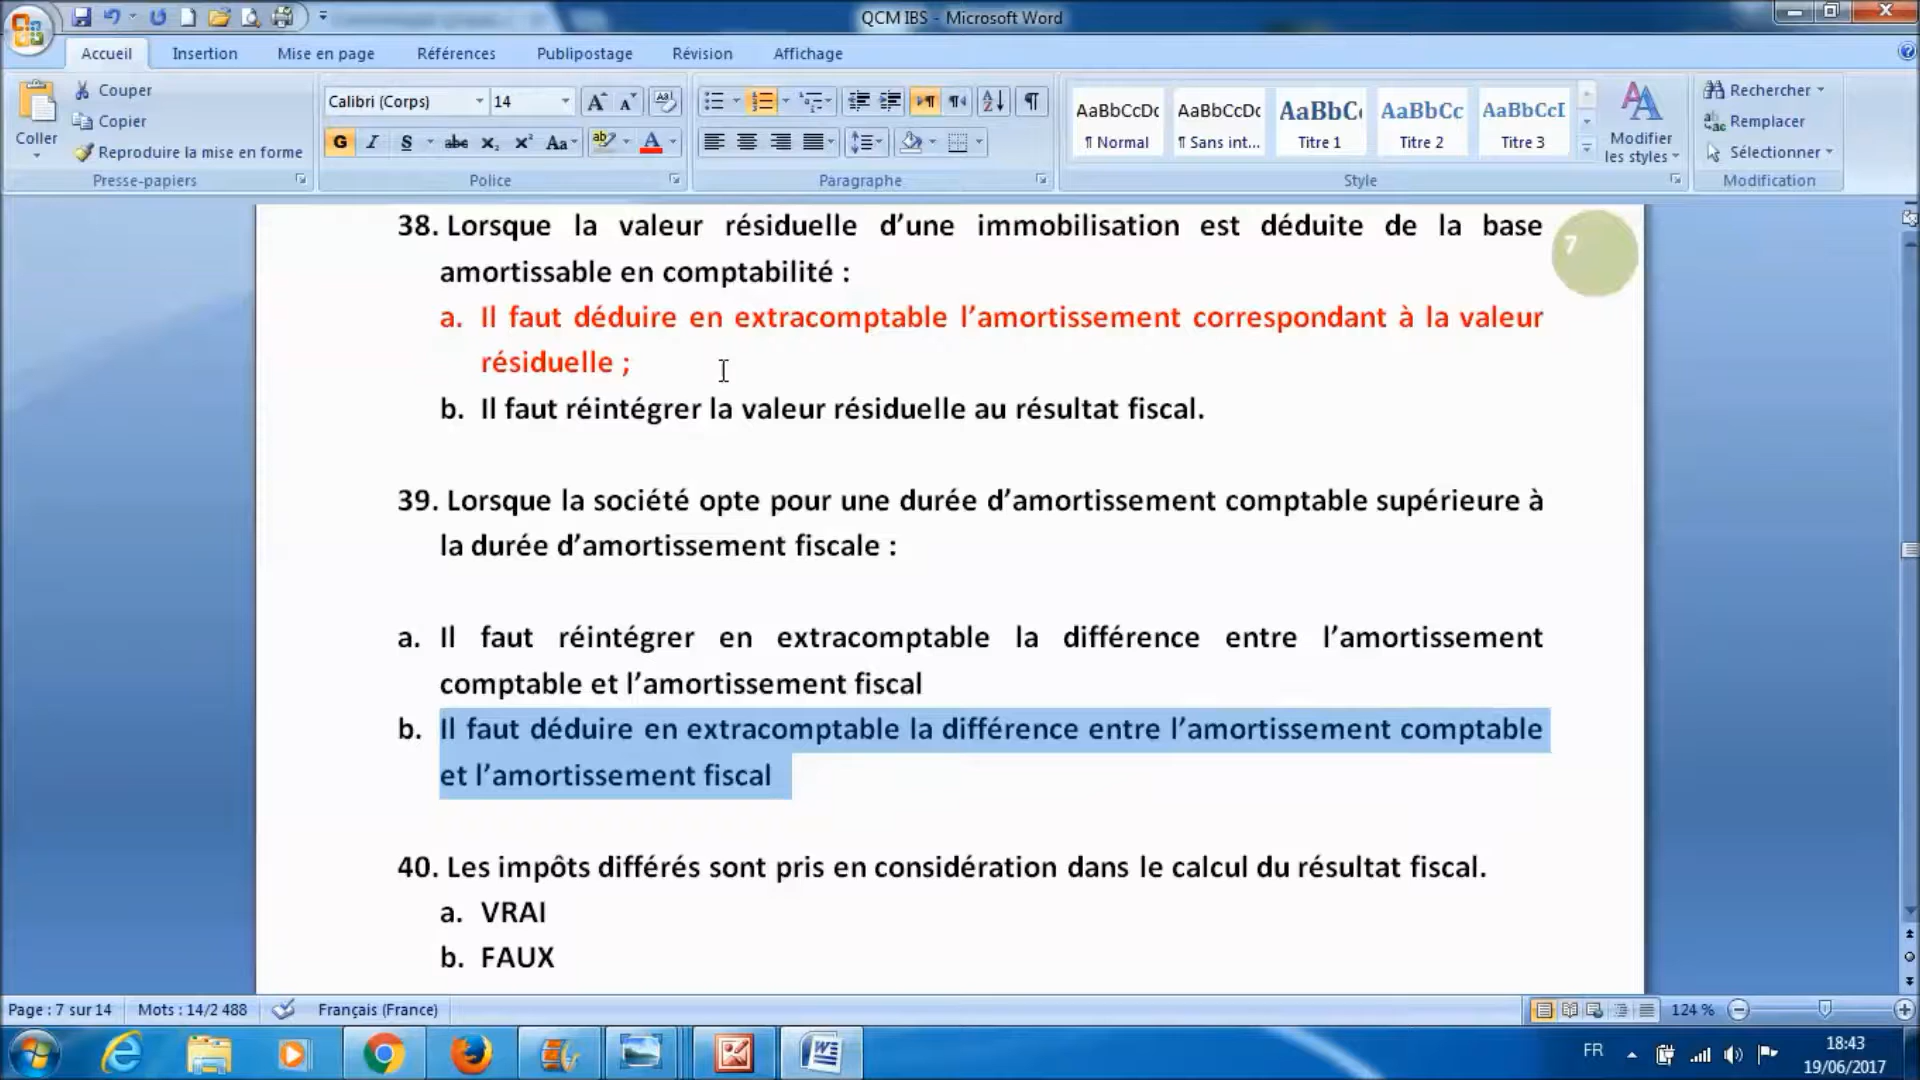 QCM IBS - Microsoft Word
Accueil Insertion Mise en page Références Publipostage Révision Affichage
Coller
Couper
Copier
Reproduire la mise en forme
Presse-papiers
Calibri (Corps) 14
G I S abc x₂ x² Aa A
Police
Paragraphe
AaBbCcDc AaBbCcDc AaBbC AaBbCc AaBbCcI
¶ Normal ¶ Sans int... Titre 1 Titre 2 Titre 3
Modifier
les styles
Style
Rechercher
Remplacer
Sélectionner
Modification
7
38. Lorsque la valeur résiduelle d’une immobilisation est déduite de la base
amortissable en comptabilité :
a. Il faut déduire en extracomptable l’amortissement correspondant à la valeur
résiduelle ;
b. Il faut réintégrer la valeur résiduelle au résultat fiscal.
39. Lorsque la société opte pour une durée d’amortissement comptable supérieure à
la durée d’amortissement fiscale :
a. Il faut réintégrer en extracomptable la différence entre l’amortissement
comptable et l’amortissement fiscal
b. Il faut déduire en extracomptable la différence entre l’amortissement comptable
et l’amortissement fiscal
40. Les impôts différés sont pris en considération dans le calcul du résultat fiscal.
a. VRAI
b. FAUX
Page : 7 sur 14 Mots : 14/2 488 Français (France) 124 %
FR 18:43
19/06/2017